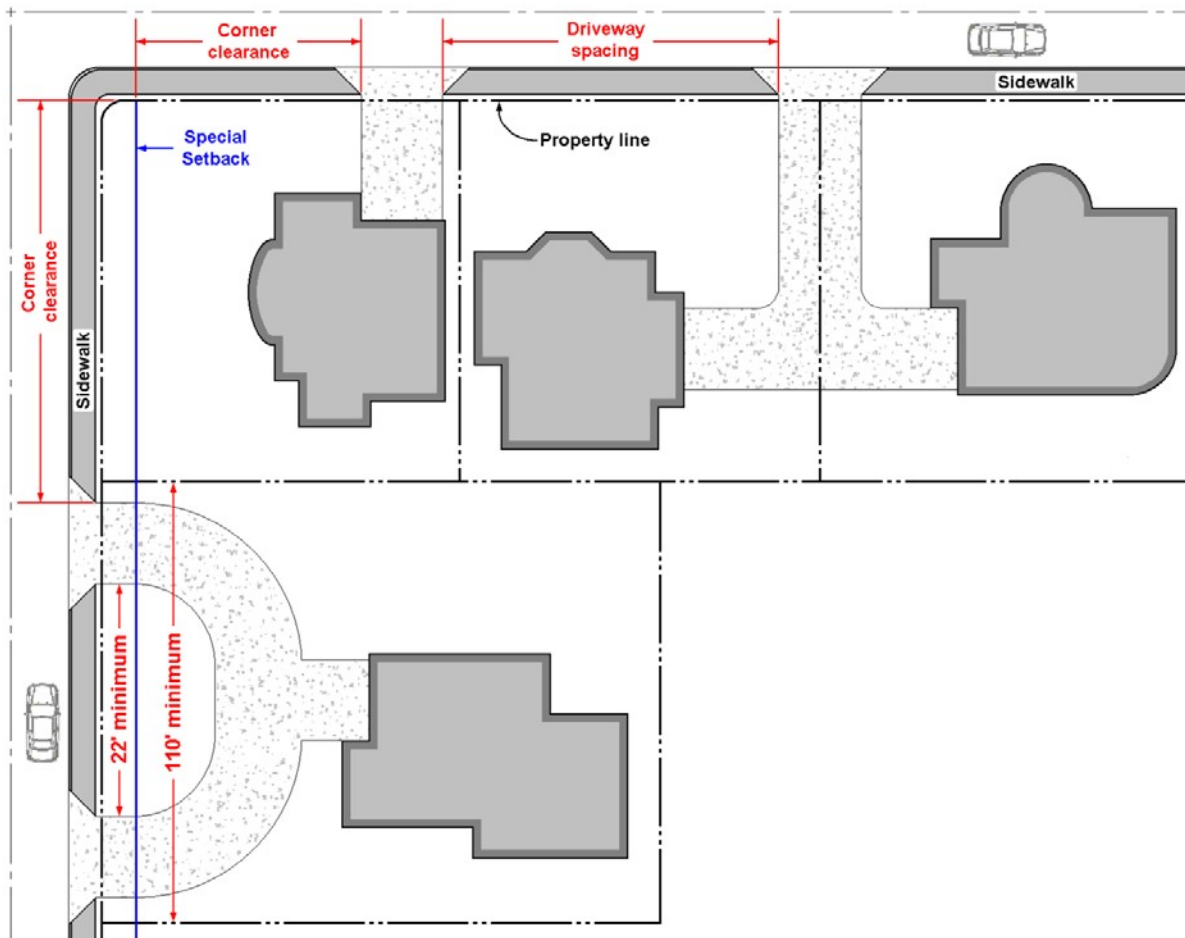 Corner
clearance
Driveway
spacing
Sidewalk
Special
Setback
Property line
Corner
clearance
Sidewalk
22' minimum
110' minimum